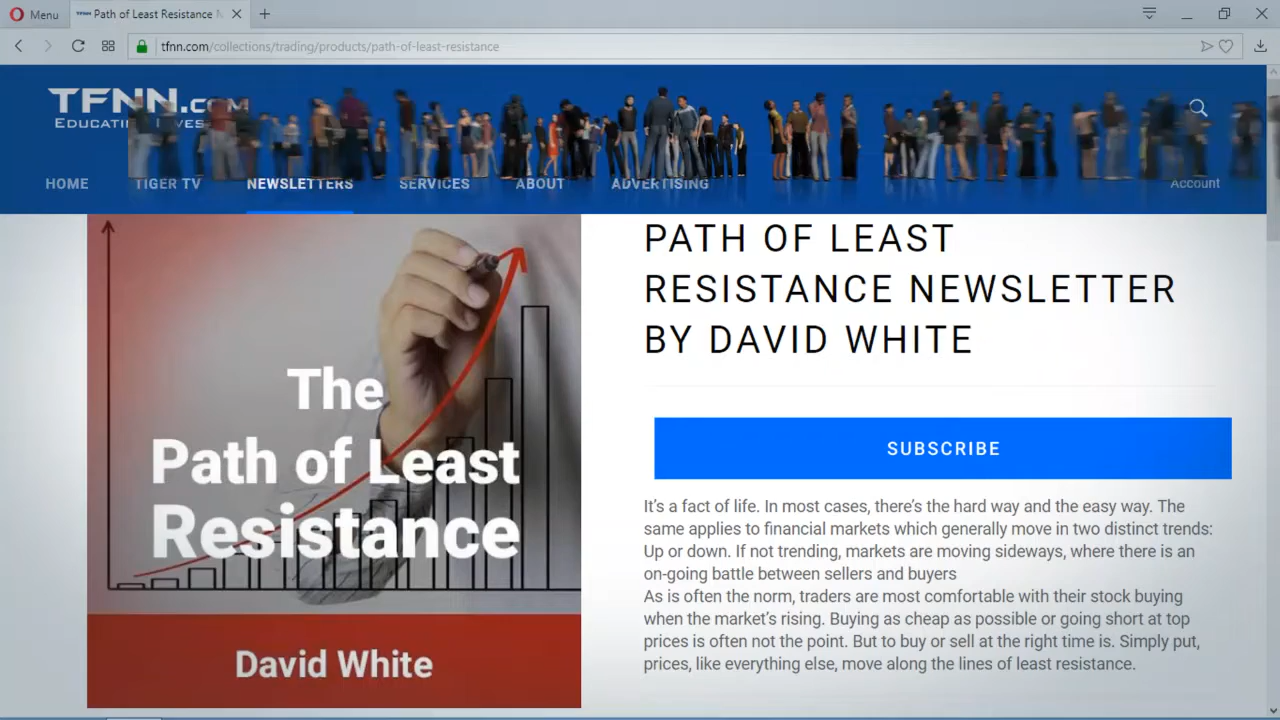 Menu
Path of Least Resistance N
tfnn.com/collections/trading/products/path-of-least-resistance
TFNN.com
HOME
TIGER TV
NEWSLETTERS
SERVICES
ABOUT
ADVERTISING
Account
PATH OF LEAST
RESISTANCE NEWSLETTER
BY DAVID WHITE
The
Path of Least
Resistance
David White
SUBSCRIBE
It’s a fact of life. In most cases, there’s the hard way and the easy way. The
same applies to financial markets which generally move in two distinct trends:
Up or down. If not trending, markets are moving sideways, where there is an
on-going battle between sellers and buyers
As is often the norm, traders are most comfortable with their stock buying
when the market’s rising. Buying as cheap as possible or going short at top
prices is often not the point. But to buy or sell at the right time is. Simply put,
prices, like everything else, move along the lines of least resistance.